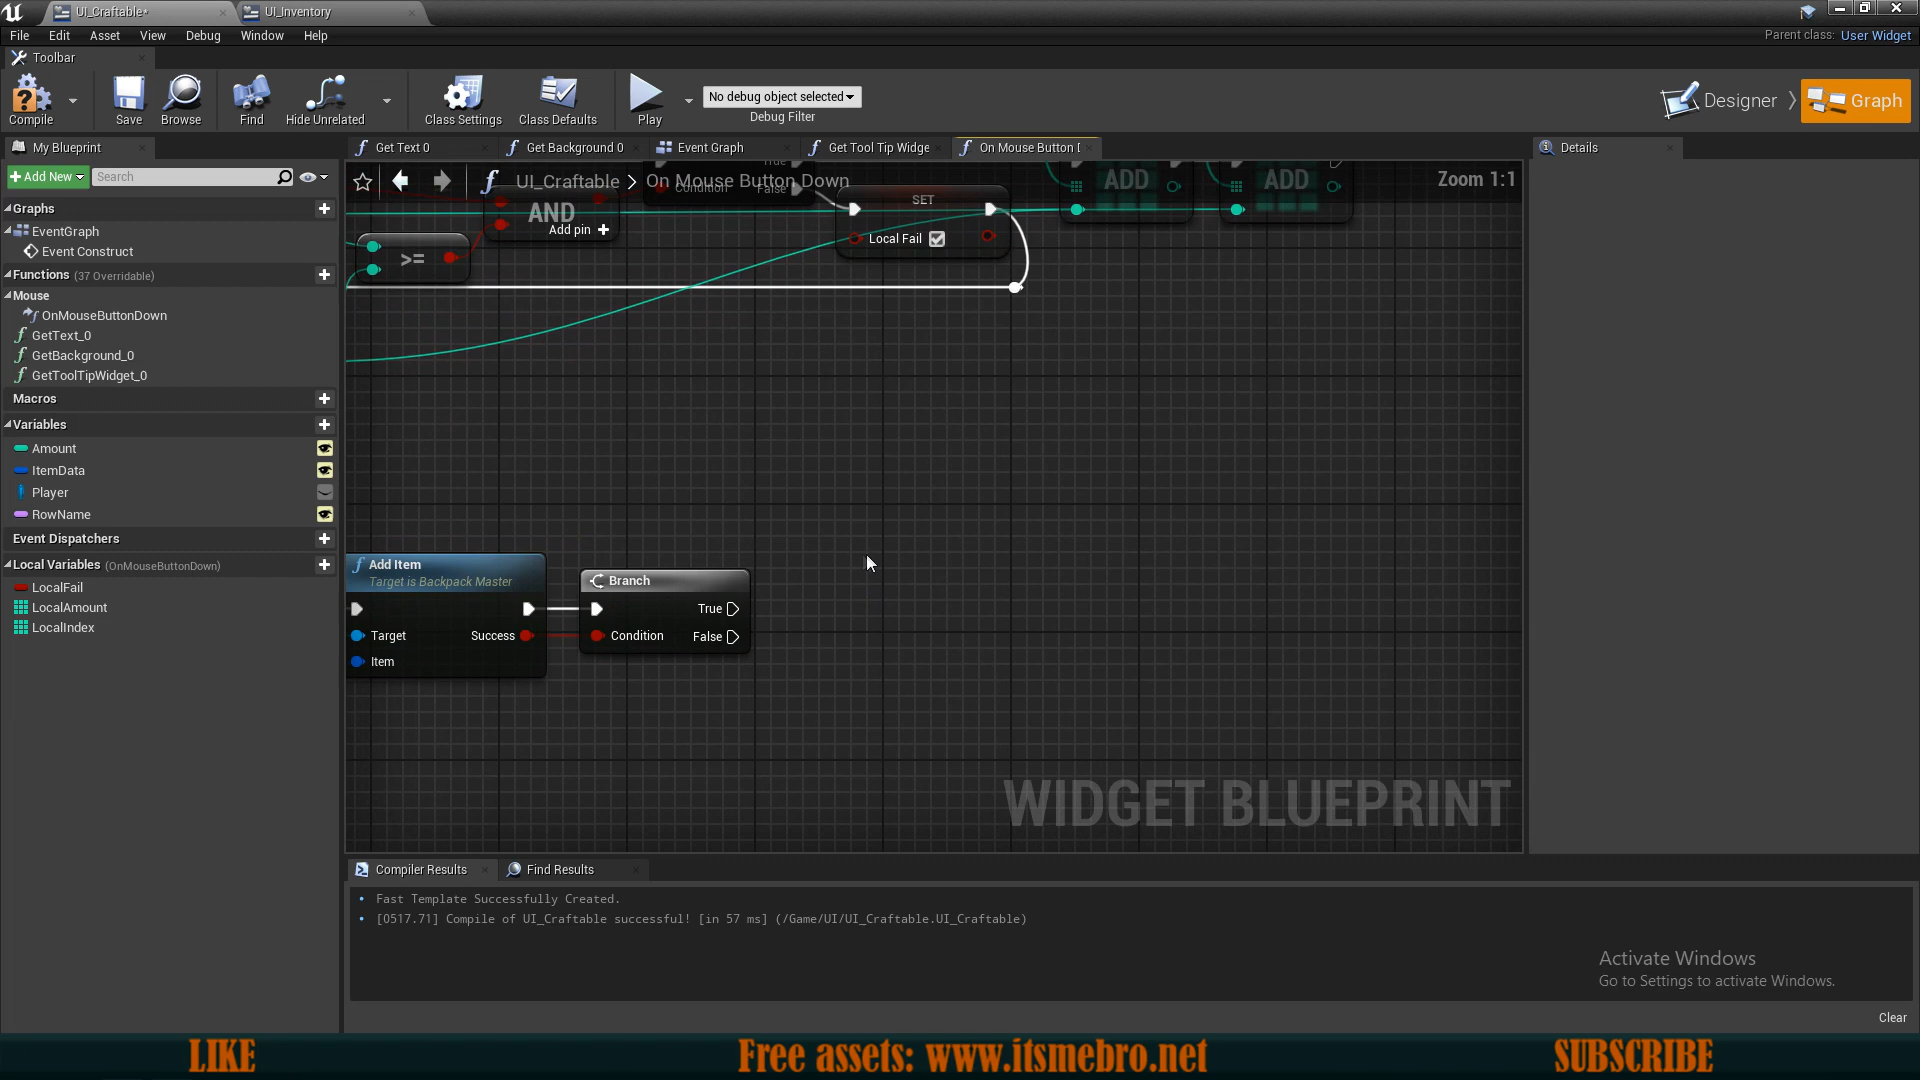 UI_Craftable*
UI_Inventory
File Edit Asset View Debug Window Help
Parent class: User Widget
Toolbar
Compile Save Browse Find Hide Unrelated Class Settings Class Defaults Play
No debug object selected
Debug Filter
Designer
Graph
My Blueprint
Get Text 0
Get Background 0
Event Graph
Get Tool Tip Widge
On Mouse Button [
Details
Add New
Search
UI_Craftable > On Mouse Button Down
Zoom 1:1
Graphs
EventGraph
Event Construct
Functions (37 Overridable)
Mouse
OnMouseButtonDown
GetText_0
GetBackground_0
GetToolTipWidget_0
Macros
Variables
Amount
ItemData
Player
RowName
Event Dispatchers
Local Variables (OnMouseButtonDown)
LocalFail
LocalAmount
LocalIndex
AND
Add pin +
>=
Condition
True
False
SET
Local Fail
ADD
ADD
Add Item
Target is Backpack Master
Target
Success
Item
Branch
True
Condition
False
WIDGET BLUEPRINT
Compiler Results
Find Results
Fast Template Successfully Created.
[0517.71] Compile of UI_Craftable successful! [in 57 ms] (/Game/UI/UI_Craftable.UI_Craftable)
Activate Windows
Go to Settings to activate Windows.
Clear
LIKE
Free assets: www.itsmebro.net
SUBSCRIBE